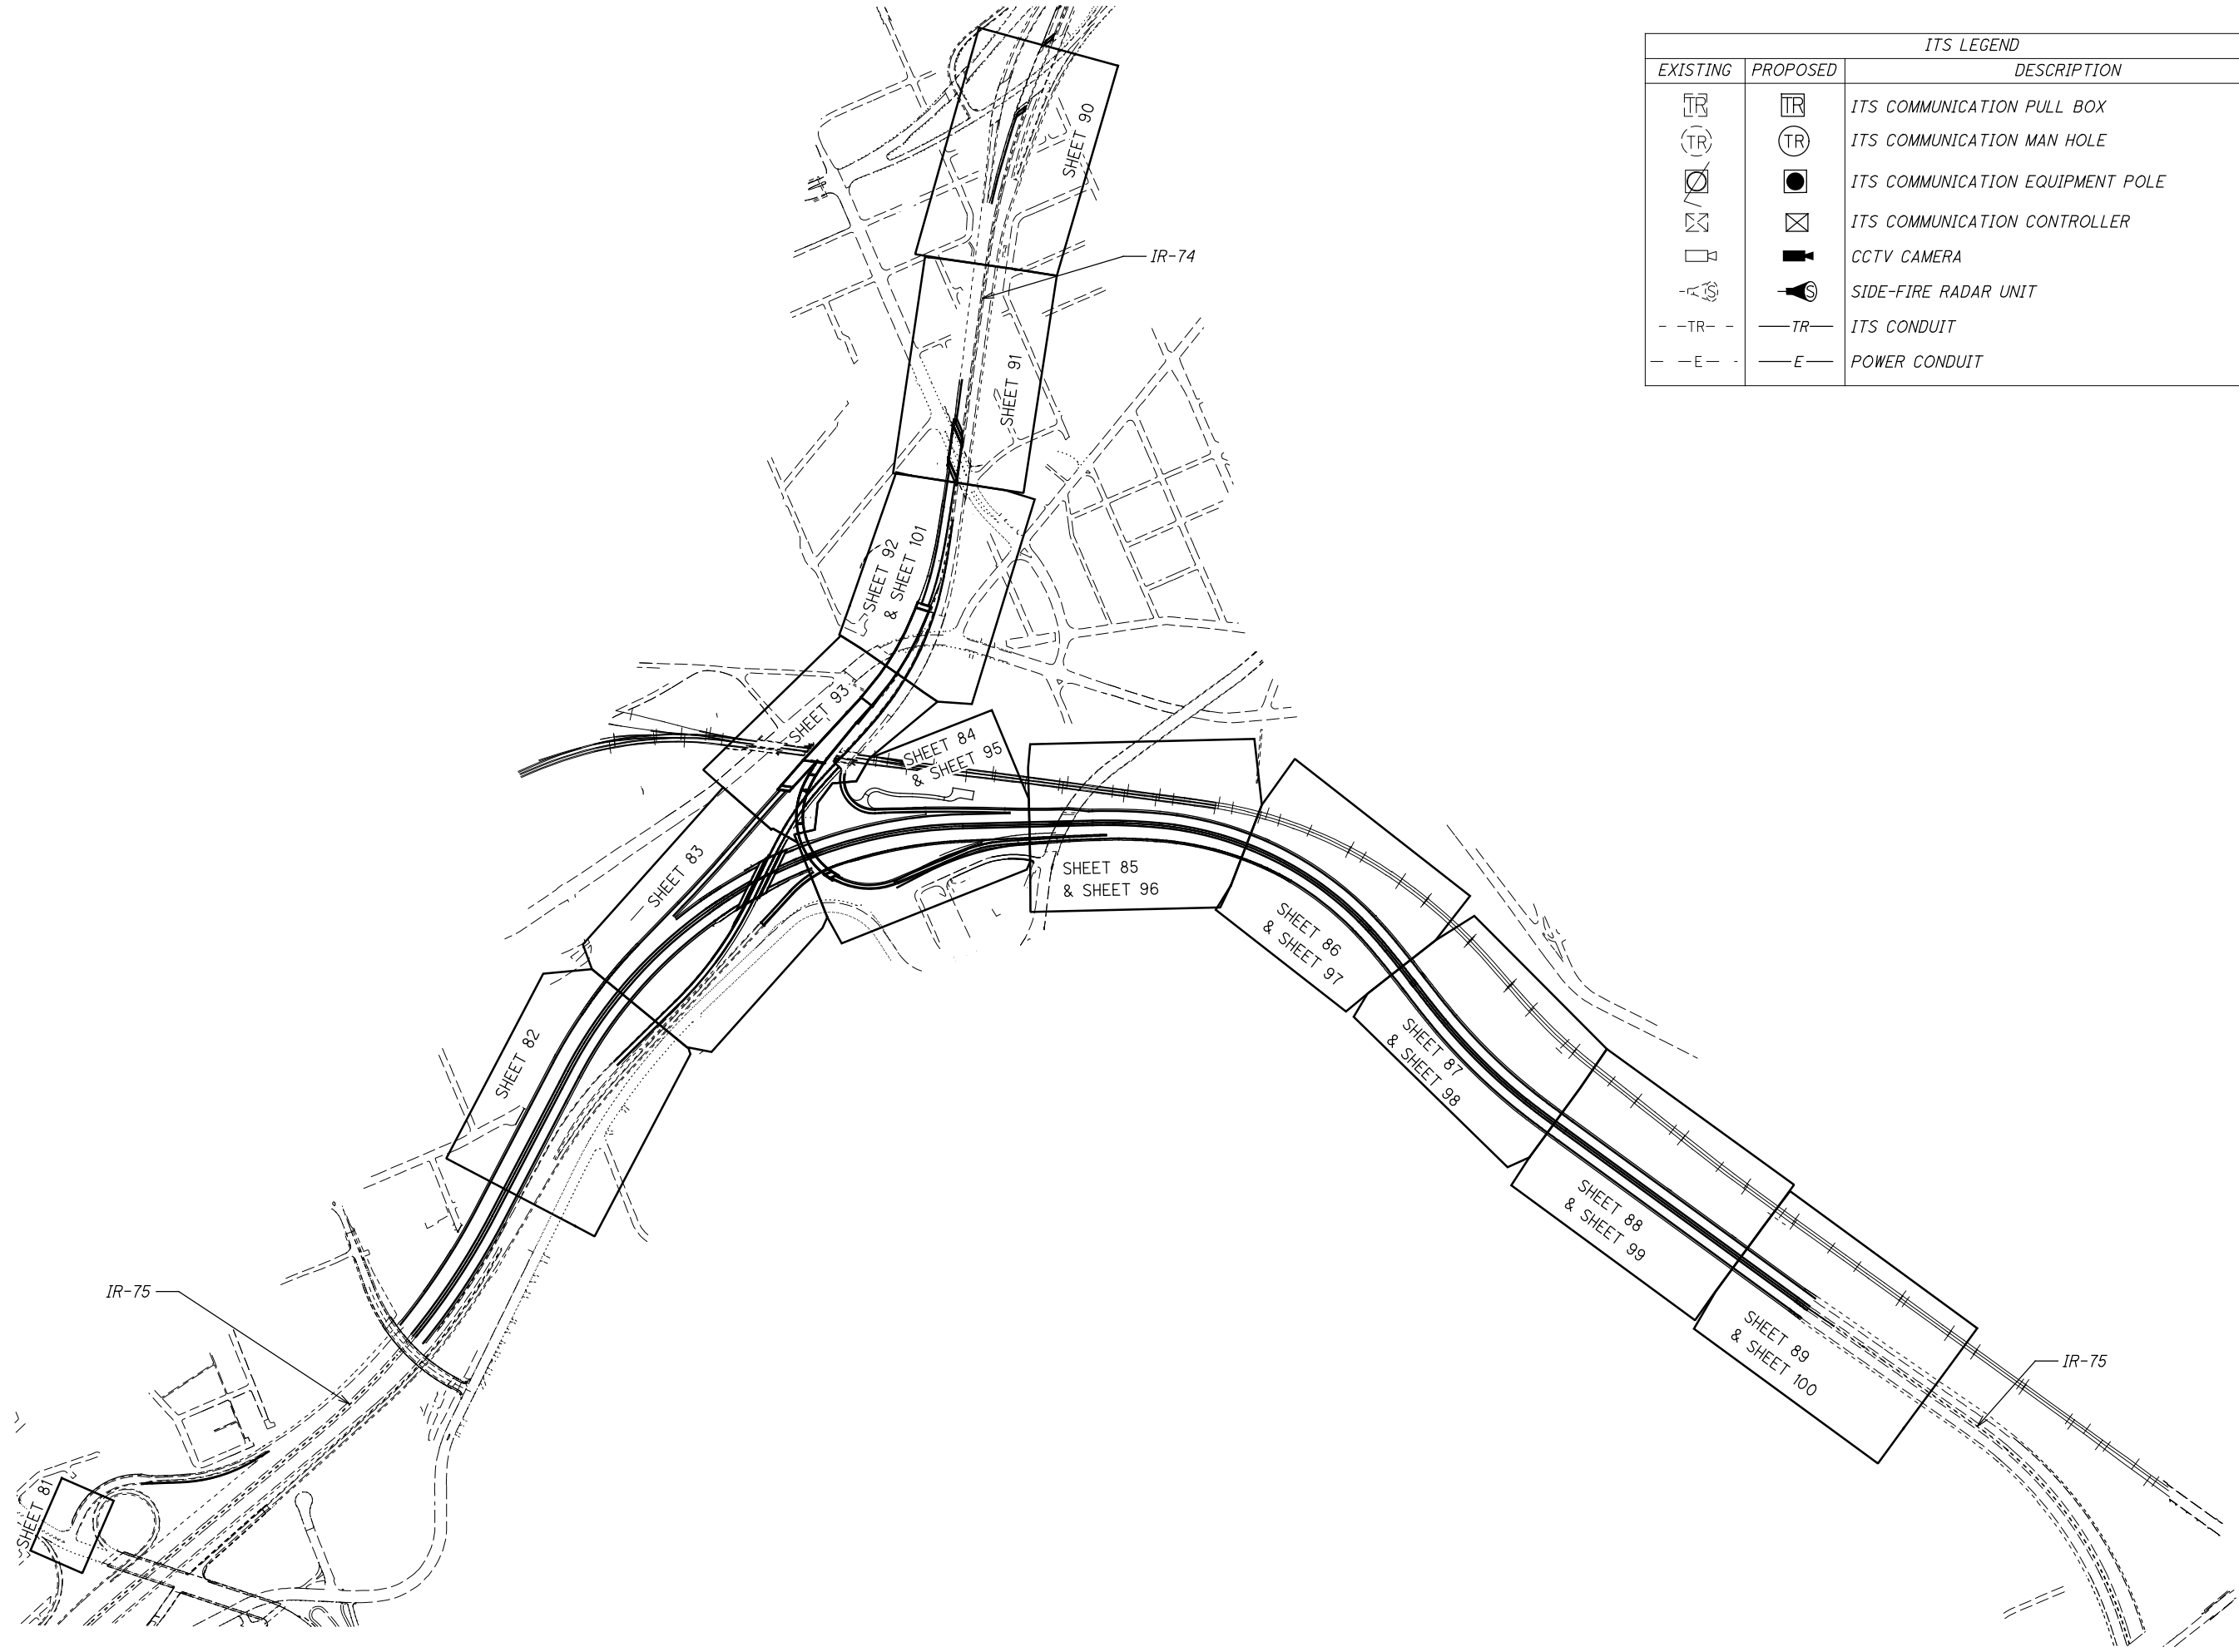 ITS LEGEND
EXISTING PROPOSED DESCRIPTION
TR TR ITS COMMUNICATION PULL BOX
TR TR ITS COMMUNICATION MAN HOLE
ITS COMMUNICATION EQUIPMENT POLE
ITS COMMUNICATION CONTROLLER
CCTV CAMERA
S S SIDE-FIRE RADAR UNIT
TR TR ITS CONDUIT
E E POWER CONDUIT
SHEET 90
IR-74
SHEET 91
SHEET 92
& SHEET 101
SHEET 93
SHEET 84
& SHEET 95
SHEET 83
SHEET 85
& SHEET 96
SHEET 86
& SHEET 97
SHEET 82
SHEET 87
& SHEET 98
SHEET 88
& SHEET 99
IR-75
SHEET 89
& SHEET 100
IR-75
SHEET 81